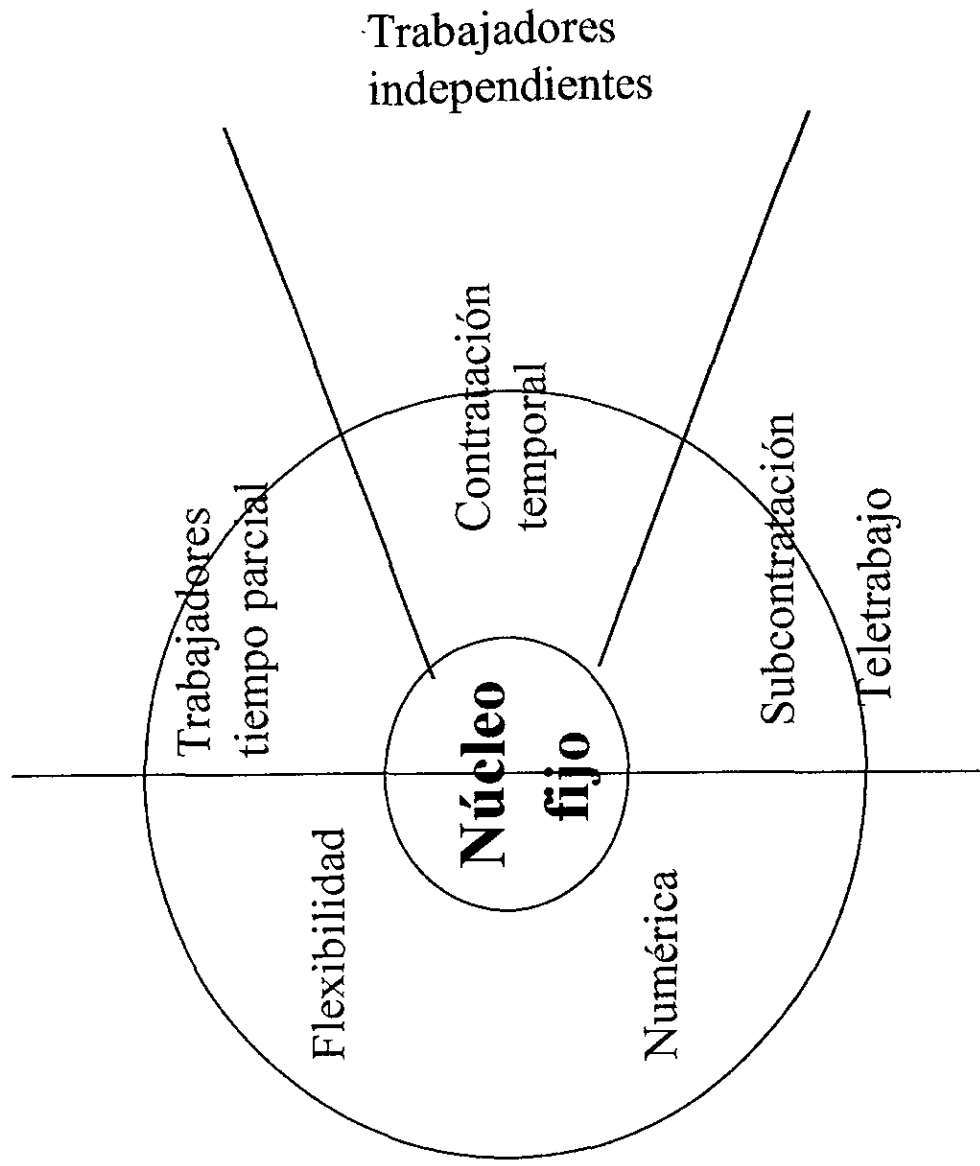 Trabajadores
independientes
Trabajadores
tiempo parcial
Contratación
temporal
Subcontratación
Teletrabajo
Núcleo
fijo
Flexibilidad
Numérica